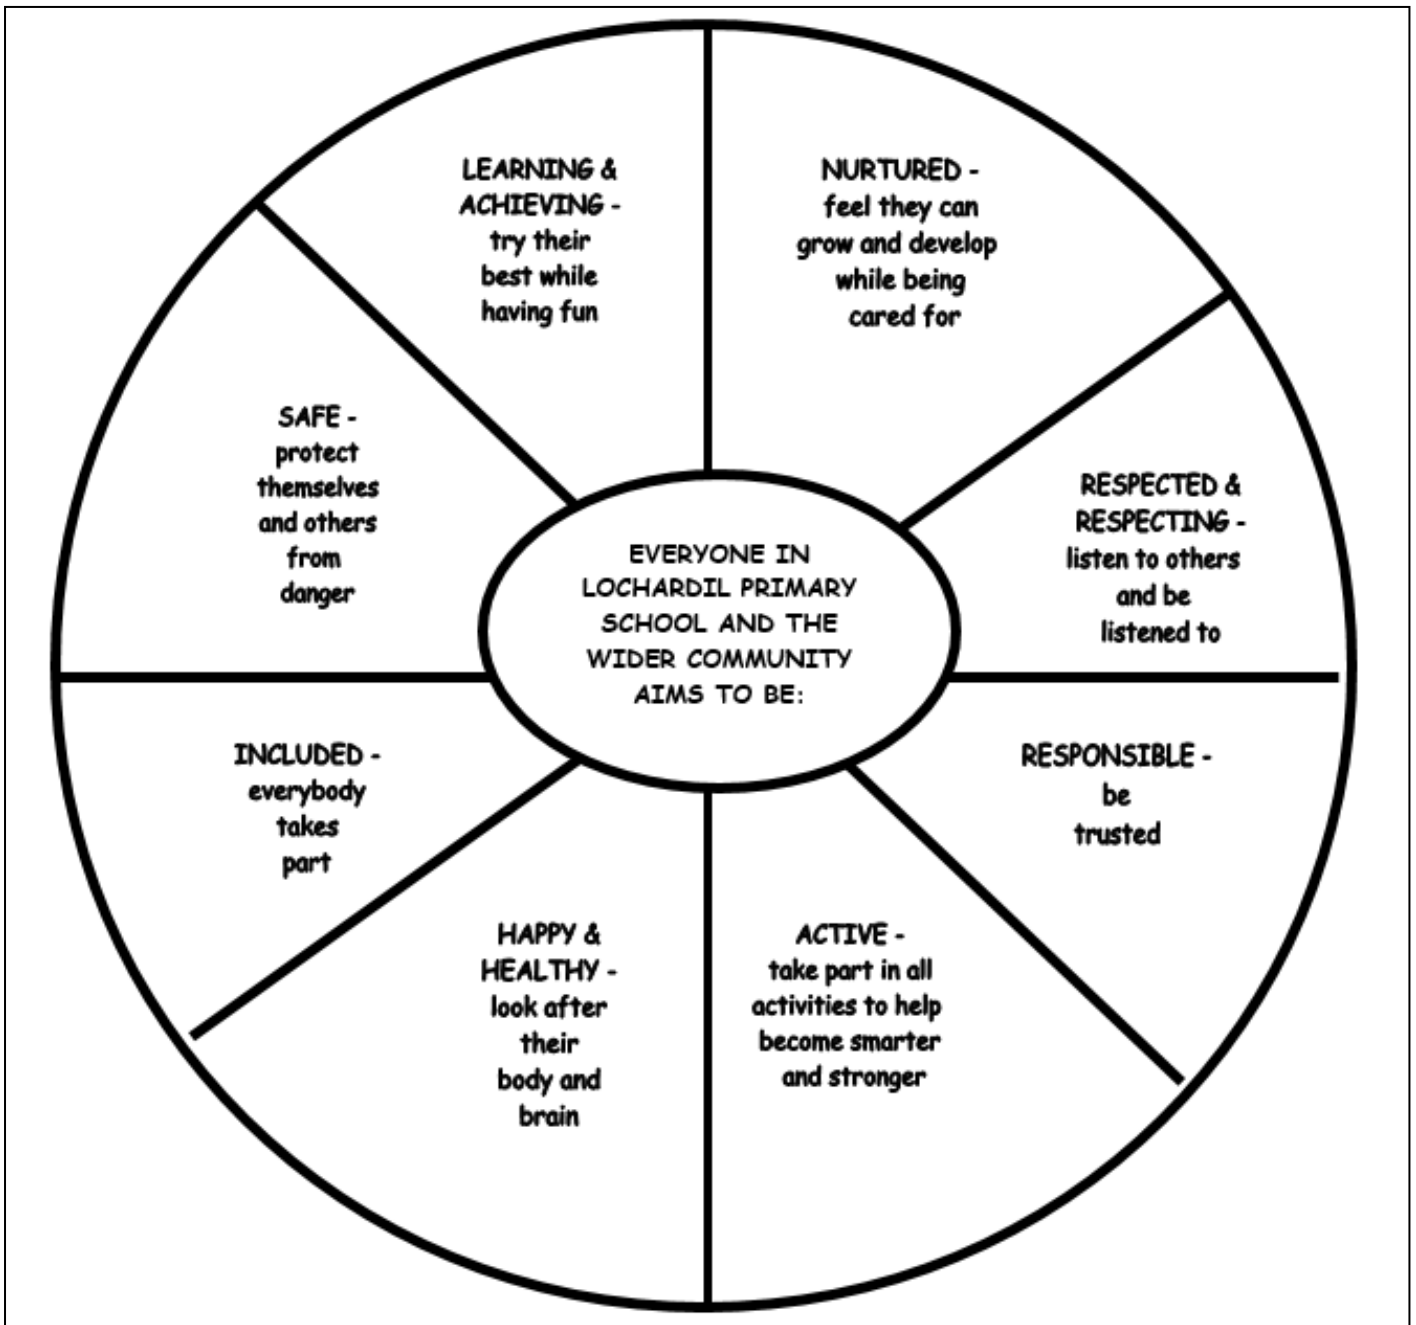 LEARNING &
ACHIEVING -
try their
best while
having fun
NURTURED -
feel they can
grow and develop
while being
cared for
SAFE -
protect
themselves
and others
from
danger
EVERYONE IN
LOCHARDIL PRIMARY
SCHOOL AND THE
WIDER COMMUNITY
AIMS TO BE:
RESPECTED &
RESPECTING -
listen to others
and be
listened to
INCLUDED -
everybody
takes
part
RESPONSIBLE -
be
trusted
HAPPY &
HEALTHY -
look after
their
body and
brain
ACTIVE -
take part in all
activities to help
become smarter
and stronger